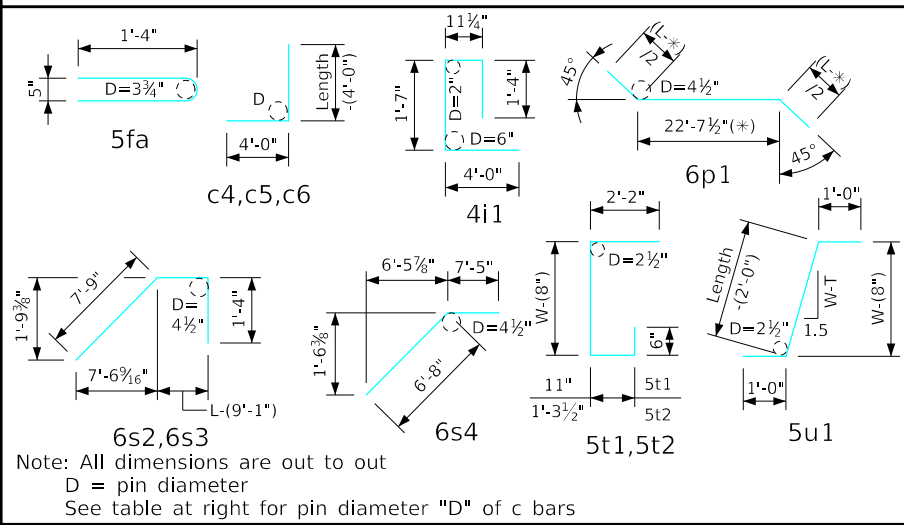 1'-4"
5"
D=3¾"
5fa
D
Length
-(4'-0")
4'-0"
c4,c5,c6
11¼"
1'-7"
D=2"
1'-4"
D=6"
4'-0"
4i1
(L-✳)
/2
45°
D=4½"
22'-7½"(✳)
(L-✳)
/2
45°
6p1
1'-9⅜"
7'-9"
D=
4½"
1'-4"
7'-6⁹⁄₁₆"
L-(9'-1")
6s2,6s3
6'-5⅞"
7'-5"
1'-6⅜"
D=4½"
6'-8"
6s4
2'-2"
W-(8")
D=2½"
6"
11"
5t1
1'-3½"
5t2
5t1,5t2
1'-0"
Length
-(2'-0")
W-T
1.5
W-(8")
D=2½"
1'-0"
5u1
Note: All dimensions are out to out
D = pin diameter
See table at right for pin diameter "D" of c bars